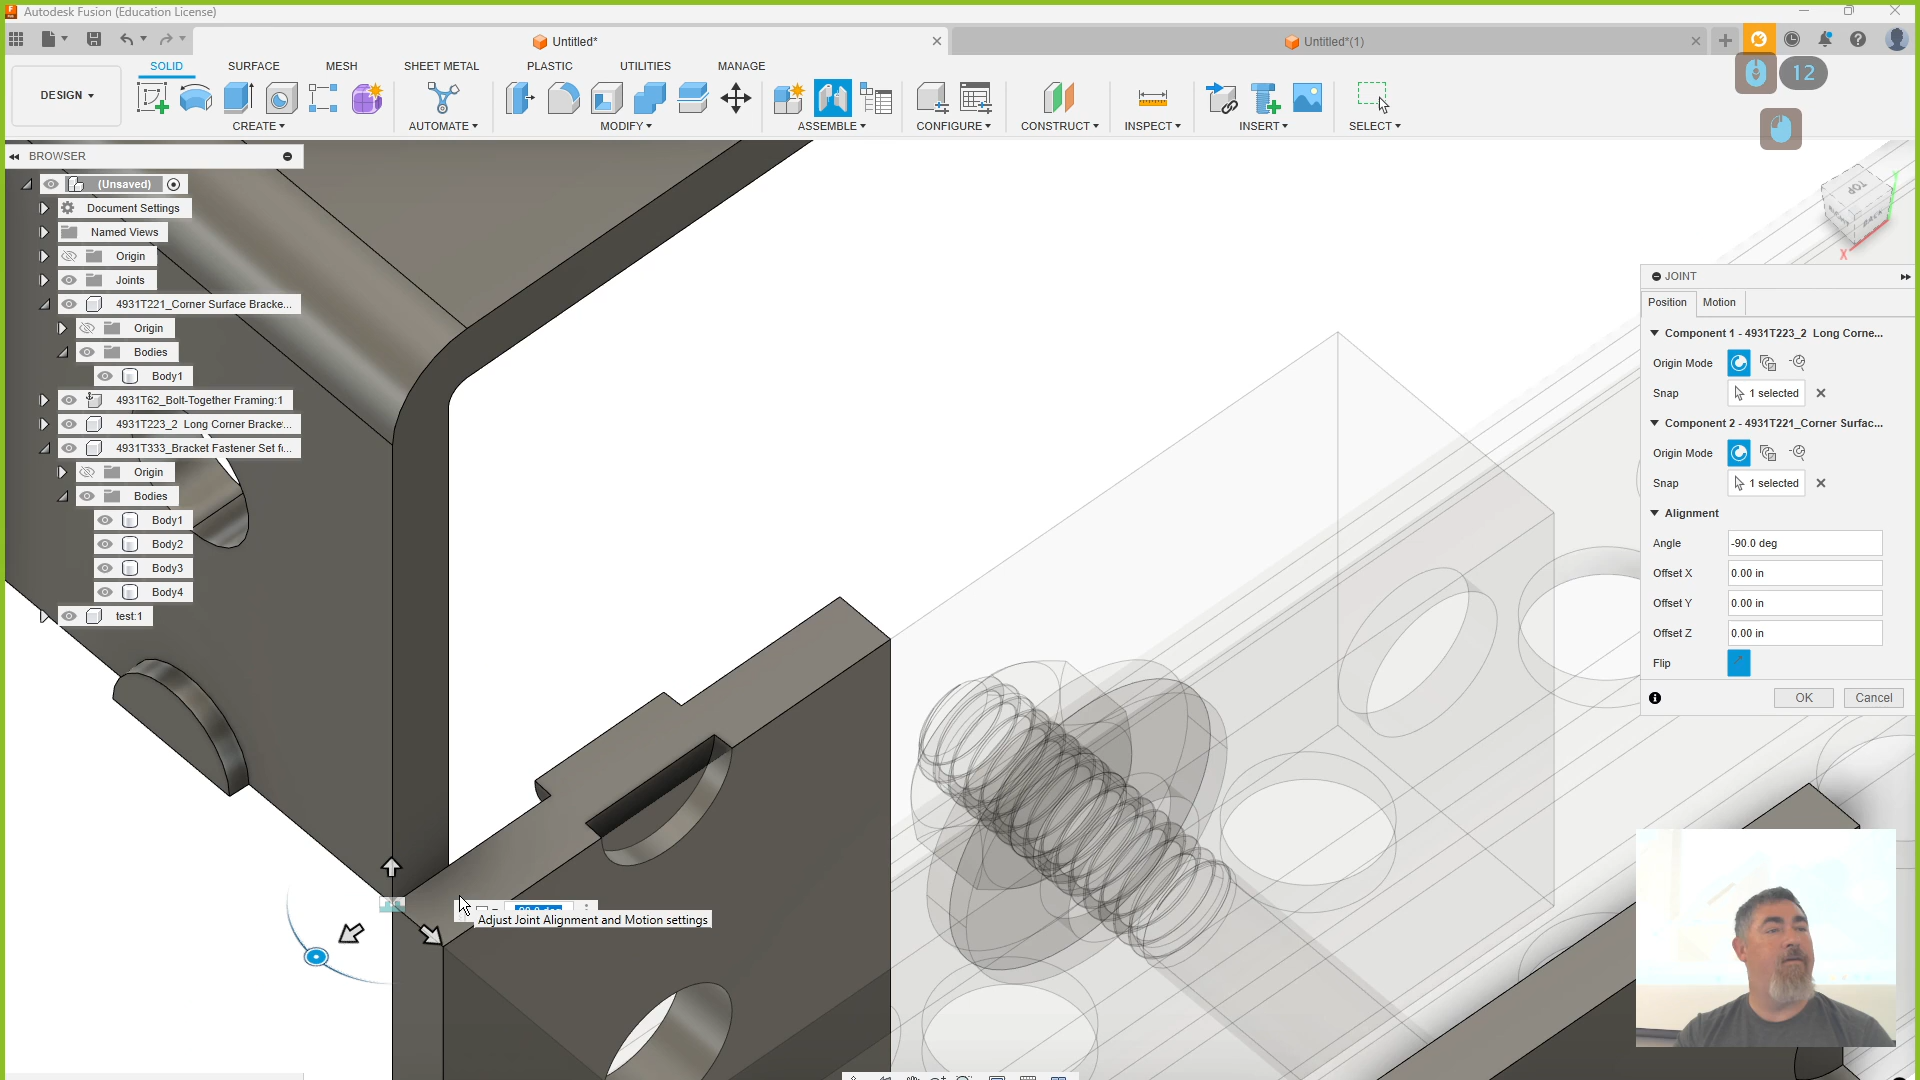 Autodesk Fusion (Education License)
Untitled*
Untitled*(1)
12
SOLID
SURFACE
MESH
SHEET METAL
PLASTIC
UTILITIES
MANAGE
DESIGN
CREATE
AUTOMATE
MODIFY
ASSEMBLE
CONFIGURE
CONSTRUCT
INSPECT
INSERT
SELECT
BROWSER
(Unsaved)
Document Settings
Named Views
Origin
Joints
4931T221_Corner Surface Bracke...
Origin
Bodies
Body1
4931T62_Bolt-Together Framing:1
4931T223_2 Long Corner Bracke...
4931T333_Bracket Fastener Set fi...
Origin
Bodies
Body1
Body2
Body3
Body4
test:1
TOP
BACK
X
JOINT
Position
Motion
Component 1 - 4931T223_2 Long Corne...
Origin Mode
Snap
1 selected
Component 2 - 4931T221_Corner Surfac...
Origin Mode
Snap
1 selected
Alignment
Angle
-90.0 deg
Offset X
0.00 in
Offset Y
0.00 in
Offset Z
0.00 in
Flip
OK
Cancel
-90.0 deg
Adjust Joint Alignment and Motion settings